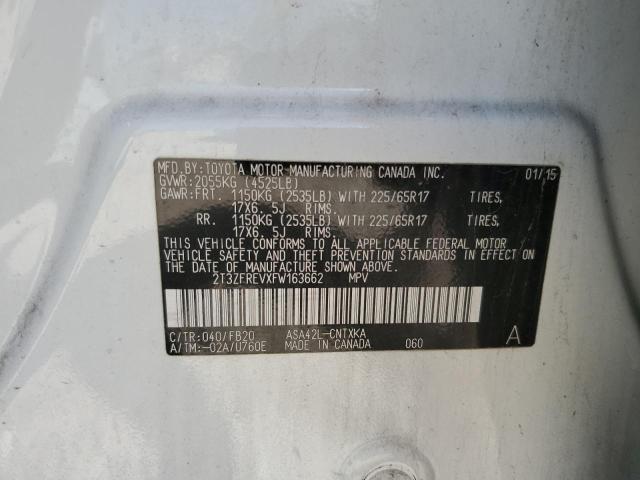 MFD.BY:TOYOTA MOTOR MANUFACTURING CANADA INC. 01/15
GVWR:2055KG (4525LB)
GAWR:FRT. 1150KG (2535LB) WITH 225/65R17 TIRES,
17X6. 5J RIMS.
RR. 1150KG (2535LB) WITH 225/65R17 TIRES,
17X6. 5J RIMS.
THIS VEHICLE CONFORMS TO ALL APPLICABLE FEDERAL MOTOR
VEHICLE SAFETY AND THEFT PREVENTION STANDARDS IN EFFECT
ON THE DATE OF MANUFACTURE SHOWN ABOVE.
2T3ZFREVXFW163662 MPV
C/TR:040/FB20 ASA42L-CNTXKA
A/TM:-02A/U760E MADE IN CANADA 060 A